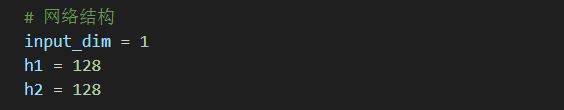 # 网络结构
input_dim = 1
h1 = 128
h2 = 128